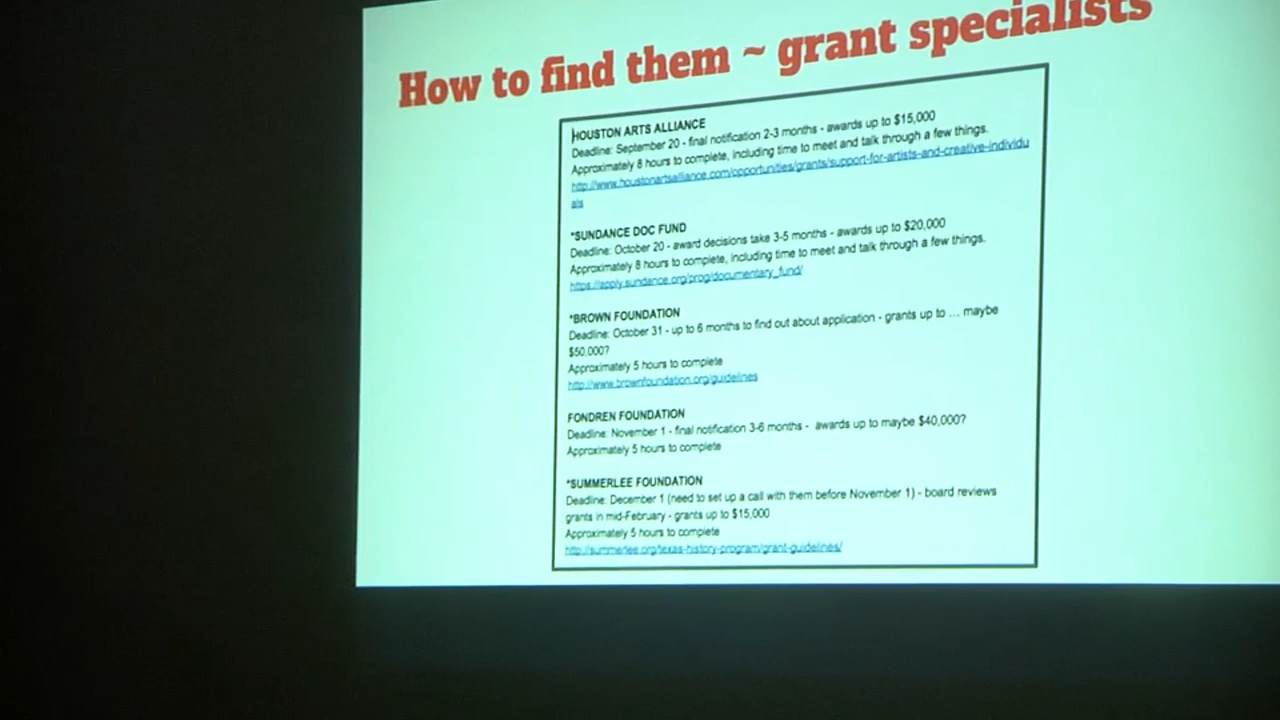 How to find them ~ grant specialists
HOUSTON ARTS ALLIANCE
Deadline: September 20 - final notification 2-3 months - awards up to $15,000
Approximately 8 hours to complete, including time to meet and talk through a few things.
http://www.houstonartsalliance.com/opportunities/grants/support-for-artists-and-creative-individu
als
*SUNDANCE DOC FUND
Deadline: October 20 - award decisions take 3-5 months - awards up to $20,000
Approximately 8 hours to complete, including time to meet and talk through a few things.
https://apply.sundance.org/prog/documentary_fund/
*BROWN FOUNDATION
Deadline: October 31 - up to 6 months to find out about application - grants up to ... maybe
$50,000?
Approximately 5 hours to complete
http://www.brownfoundation.org/guidelines
FONDREN FOUNDATION
Deadline: November 1 - final notification 3-6 months - awards up to maybe $40,000?
Approximately 5 hours to complete
*SUMMERLEE FOUNDATION
Deadline: December 1 (need to set up a call with them before November 1) - board reviews
grants in mid-February - grants up to $15,000
Approximately 5 hours to complete
http://summerlee.org/texas-history-program/grant-guidelines/